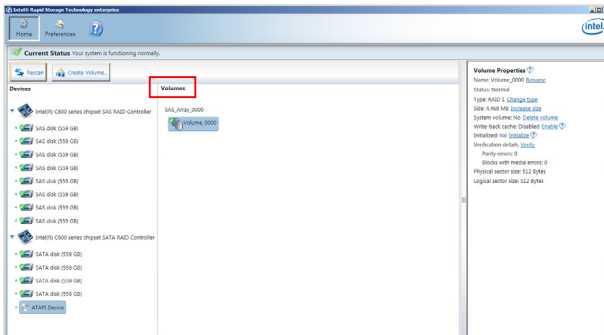 Intel® Rapid Storage Technology enterprise
Home
Preferences
?
intel
Current Status Your system is functioning normally.
Rescan
Create Volume...
Devices
Intel(R) C600 series chipset SAS RAID Controller
SAS disk (559 GB)
SAS disk (559 GB)
SAS disk (559 GB)
SAS disk (559 GB)
SAS disk (559 GB)
SAS disk (559 GB)
SAS disk (559 GB)
SAS disk (559 GB)
Intel(R) C600 series chipset SATA RAID Controller
SATA disk (559 GB)
SATA disk (559 GB)
SATA disk (559 GB)
SATA disk (559 GB)
ATAPI Device
Volumes
SAS_Array_0000
Volume_0000
Volume Properties ?
Name: Volume_0000 Rename
Status: Normal
Type: RAID 1 Change type
Size: 4,468 MB Increase size
System volume: No Delete volume
Write-back cache: Disabled Enable ?
Initialized: No Initialize ?
Verification details Verify
Parity errors: 0
Blocks with media errors: 0
Physical sector size: 512 Bytes
Logical sector size: 512 Bytes